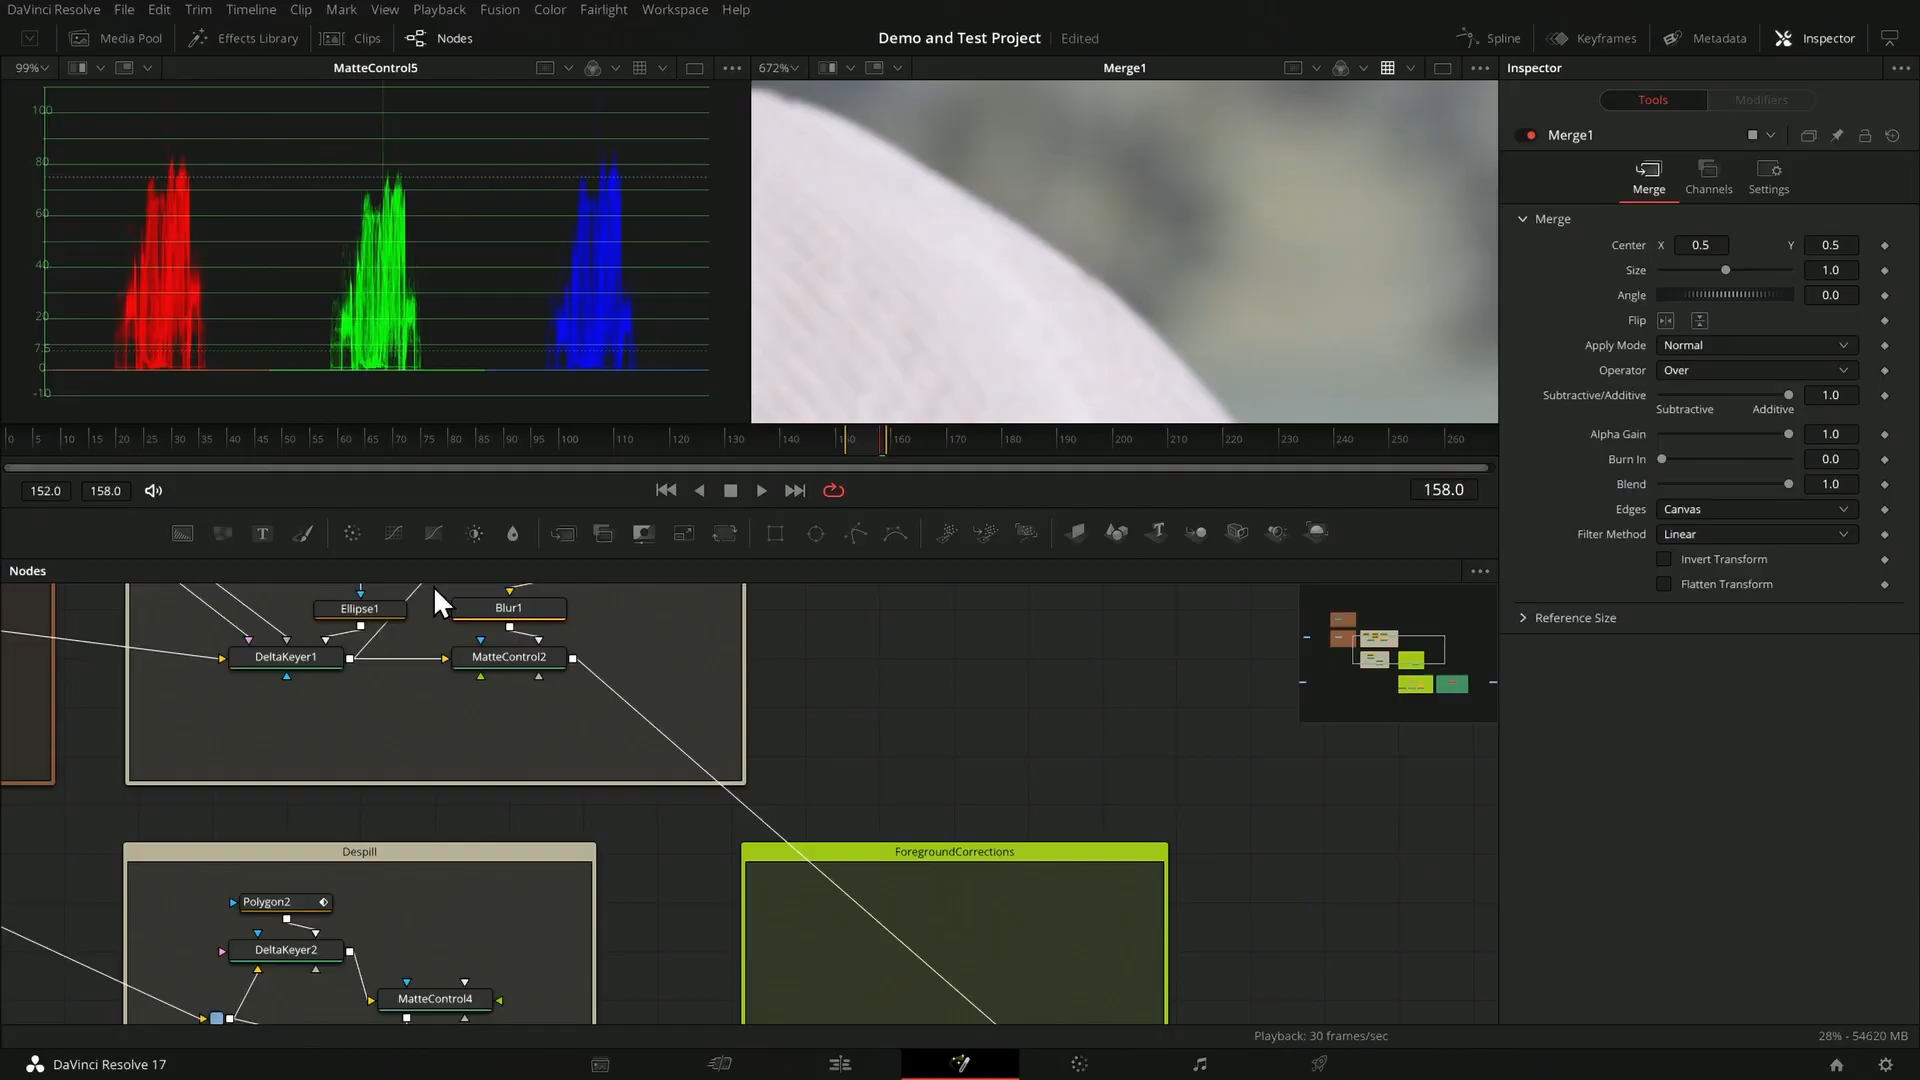 DaVinci Resolve File Edit Trim Timeline Clip Mark View Playback Fusion Color Fairlight Workspace Help
Media Pool Effects Library Clips Nodes Demo and Test Project Edited Spline Keyframes Metadata Inspector
99% MatteControl5 672% Merge1 Inspector
100
80
60
40
20
7.5
0
-10
Tools Modifiers
Merge1
Merge Channels Settings
Merge
Center X 0.5 Y 0.5
Size 1.0
Angle 0.0
Flip
Apply Mode Normal
Operator Over
Subtractive/Additive 1.0
Subtractive Additive
Alpha Gain 1.0
Burn In 0.0
Blend 1.0
Edges Canvas
Filter Method Linear
Invert Transform
Flatten Transform
Reference Size
0 5 10 15 20 25 30 35 40 45 50 55 60 65 70 75 80 85 90 95 100 110 120 130 140 150 160 170 180 190 200 210 220 230 240 250 260
152.0 158.0 158.0
Nodes
Ellipse1 Blur1
DeltaKeyer1 MatteControl2
Despill ForegroundCorrections
Polygon2
DeltaKeyer2
MatteControl4
Playback: 30 frames/sec 28% - 54620 MB
DaVinci Resolve 17